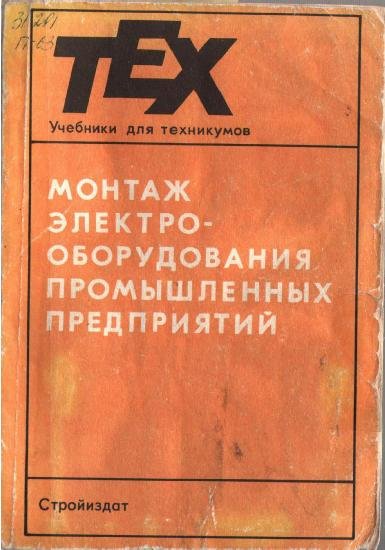 ТЕХ
Учебники для техникумов
МОНТАЖ
ЭЛЕКТРО-
ОБОРУДОВАНИЯ
ПРОМЫШЛЕННЫХ
ПРЕДПРИЯТИЙ
Стройиздат